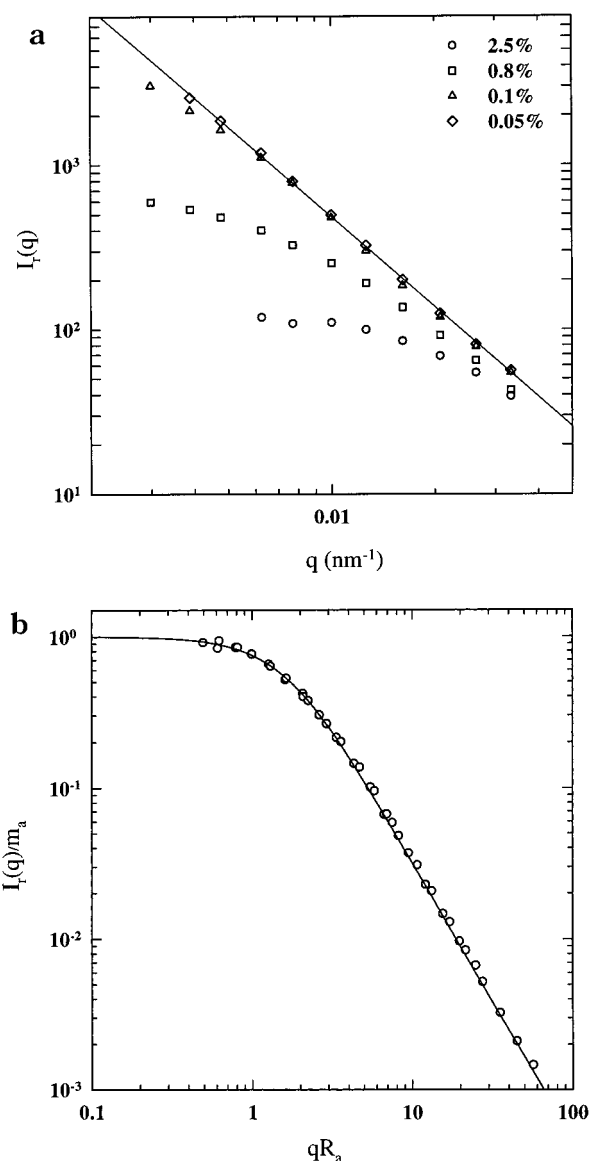 a
2.5%
0.8%
0.1%
0.05%
10³
10²
10¹
I_r(q)
0.01
q (nm⁻¹)
b
10⁰
10⁻¹
10⁻²
10⁻³
I_r(q)/m_a
0.1 1 10 100
qR_a